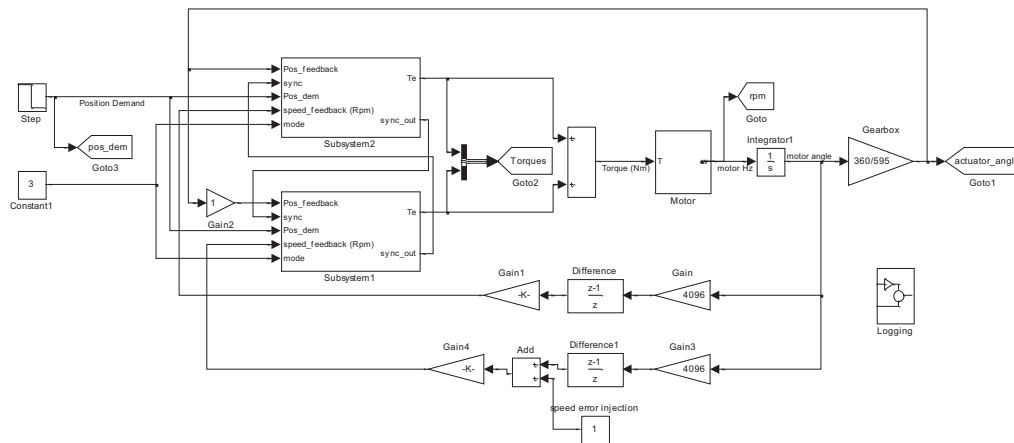 Pos_feedback
sync
Pos_dem
speed_feedback (Rpm)
mode
Te
sync_out
Subsystem2
Step
Position Demand
pos_dem
Goto3
3
Constant1
1
Gain2
Pos_feedback
sync
Pos_dem
speed_feedback (Rpm)
mode
Te
sync_out
Subsystem1
Torques
Goto2
Torque (Nm)
T
w
Motor
rpm
Goto
motor Hz
Integrator1
1
s
motor angle
Gearbox
360/595
actuator_angl
Goto1
Gain1
-K-
Difference
z-1
z
Gain
4096
Logging
Gain4
-K-
Add
Difference1
z-1
z
Gain3
4096
speed error injection
1